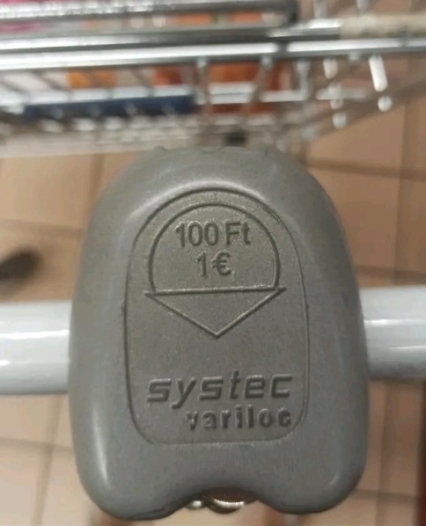 100 Ft
1€
systec
variloc